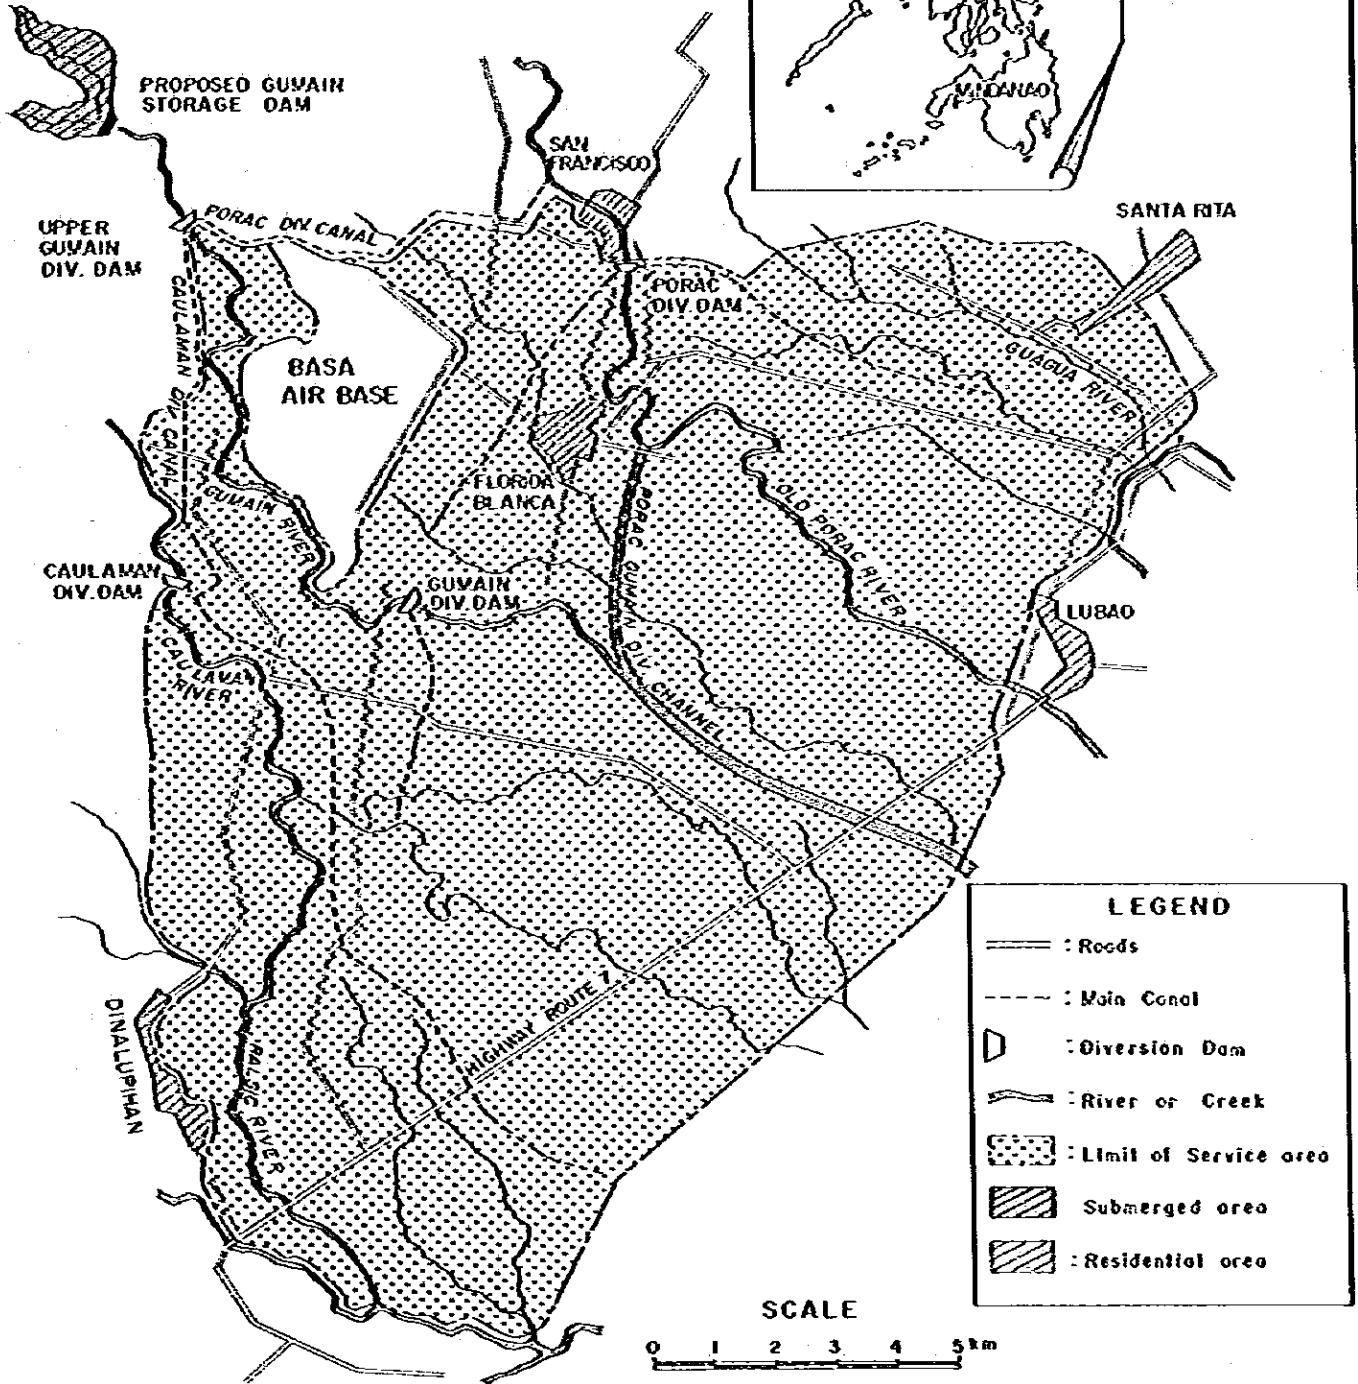 MINDANAO
PROPOSED GUMAIN
STORAGE DAM
SAN
FRANCISCO
SANTA RITA
UPPER
GUMAIN
DIV. DAM
PORAC DIV. CANAL
CAULAMAN DIV. CANAL
PORAC
DIV. DAM
GUAGUA RIVER
BASA
AIR BASE
GUMAIN RIVER
FLORIDA
BLANCA
PORAC GUMAIN DIV. CHANNEL
OLD PORAC RIVER
CAULAMAN
DIV. DAM
GUMAIN
DIV. DAM
LUBAO
CAULAMAN
RIVER
DINALUPIHAN
HIGHWAY ROUTE 7
RIVER
LEGEND
: Roads
: Main Canal
: Diversion Dam
: River or Creek
: Limit of Service area
Submerged area
: Residential area
SCALE
0 1 2 3 4 5 km